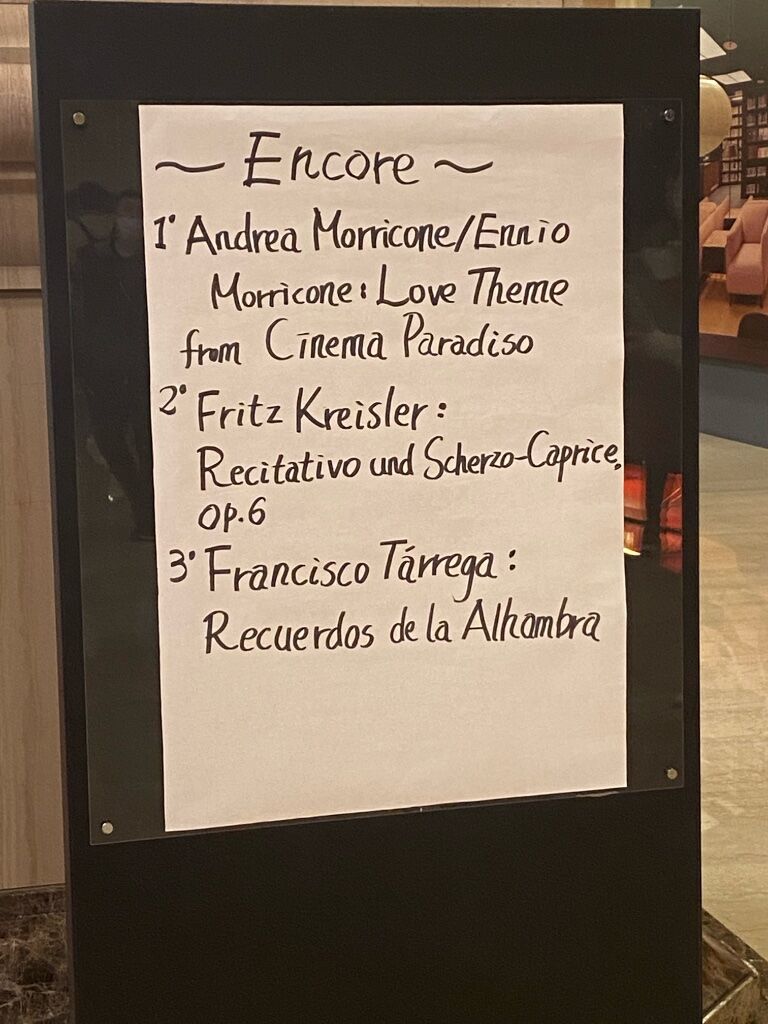 ~ Encore ~
1° Andrea Morricone/Ennio
Morricone: Love Theme
from Cinema Paradiso
2° Fritz Kreisler:
Recitativo und Scherzo-Caprice,
op.6
3° Francisco Tárrega:
Recuerdos de la Alhambra